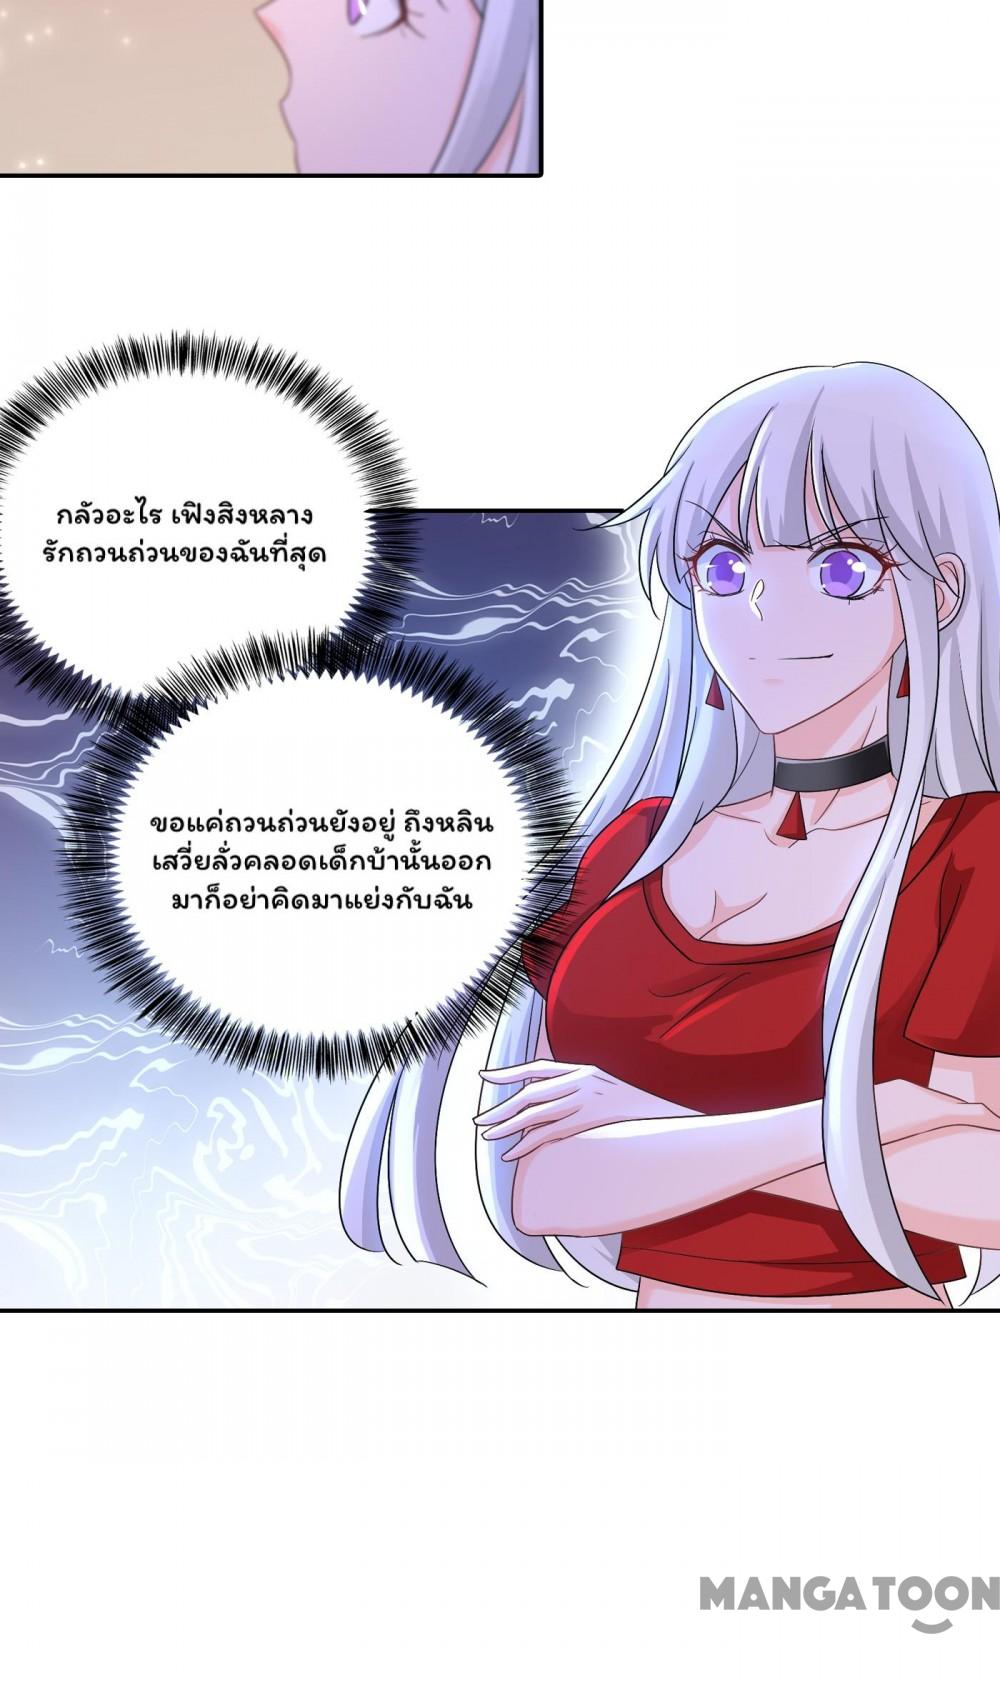 กลัวอะไร เฟิงสิงหลาง
รักถวนถ่วนของฉันที่สุด
ขอแค่ถวนถ่วนยังอยู่ ถึงหลิน
เสวี่ยลั่วคลอดเด็กบ้านั้นออก
มาก็อย่าคิดมาแย่งกับฉัน
MANGATOON